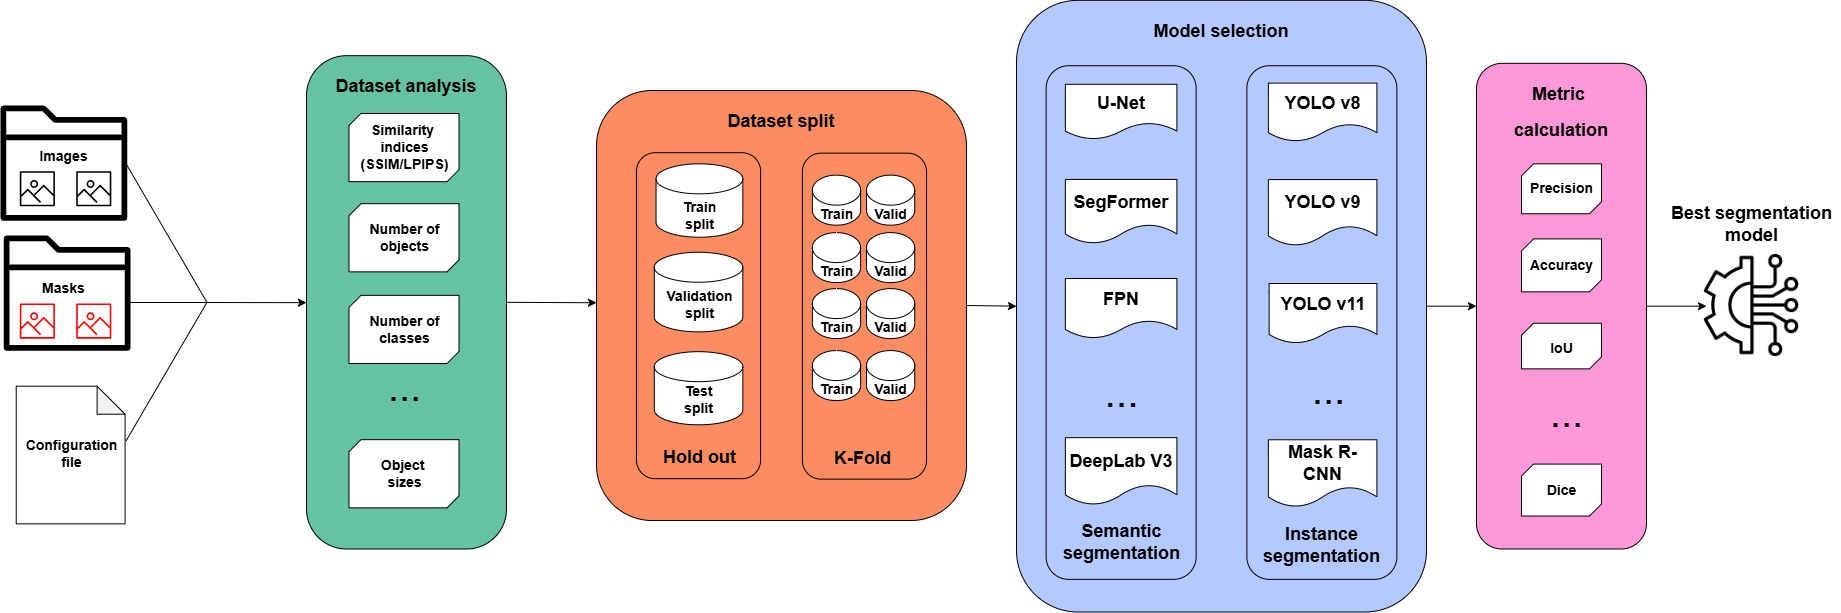 Images
Masks
Configuration
file
Dataset analysis
Similarity
indices
(SSIM/LPIPS)
Number of
objects
Number of
classes
...
Object
sizes
Dataset split
Train
split
Validation
split
Test
split
Hold out
Train Valid
Train Valid
Train Valid
Train Valid
K-Fold
Model selection
U-Net
SegFormer
FPN
...
DeepLab V3
Semantic
segmentation
YOLO v8
YOLO v9
YOLO v11
...
Mask R-
CNN
Instance
segmentation
Metric
calculation
Precision
Accuracy
IoU
...
Dice
Best segmentation
model